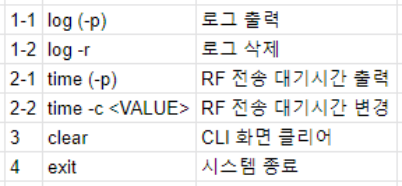 1-1 log (-p) 로그 출력
1-2 log -r 로그 삭제
2-1 time (-p) RF 전송 대기시간 출력
2-2 time -c <VALUE> RF 전송 대기시간 변경
3 clear CLI 화면 클리어
4 exit 시스템 종료